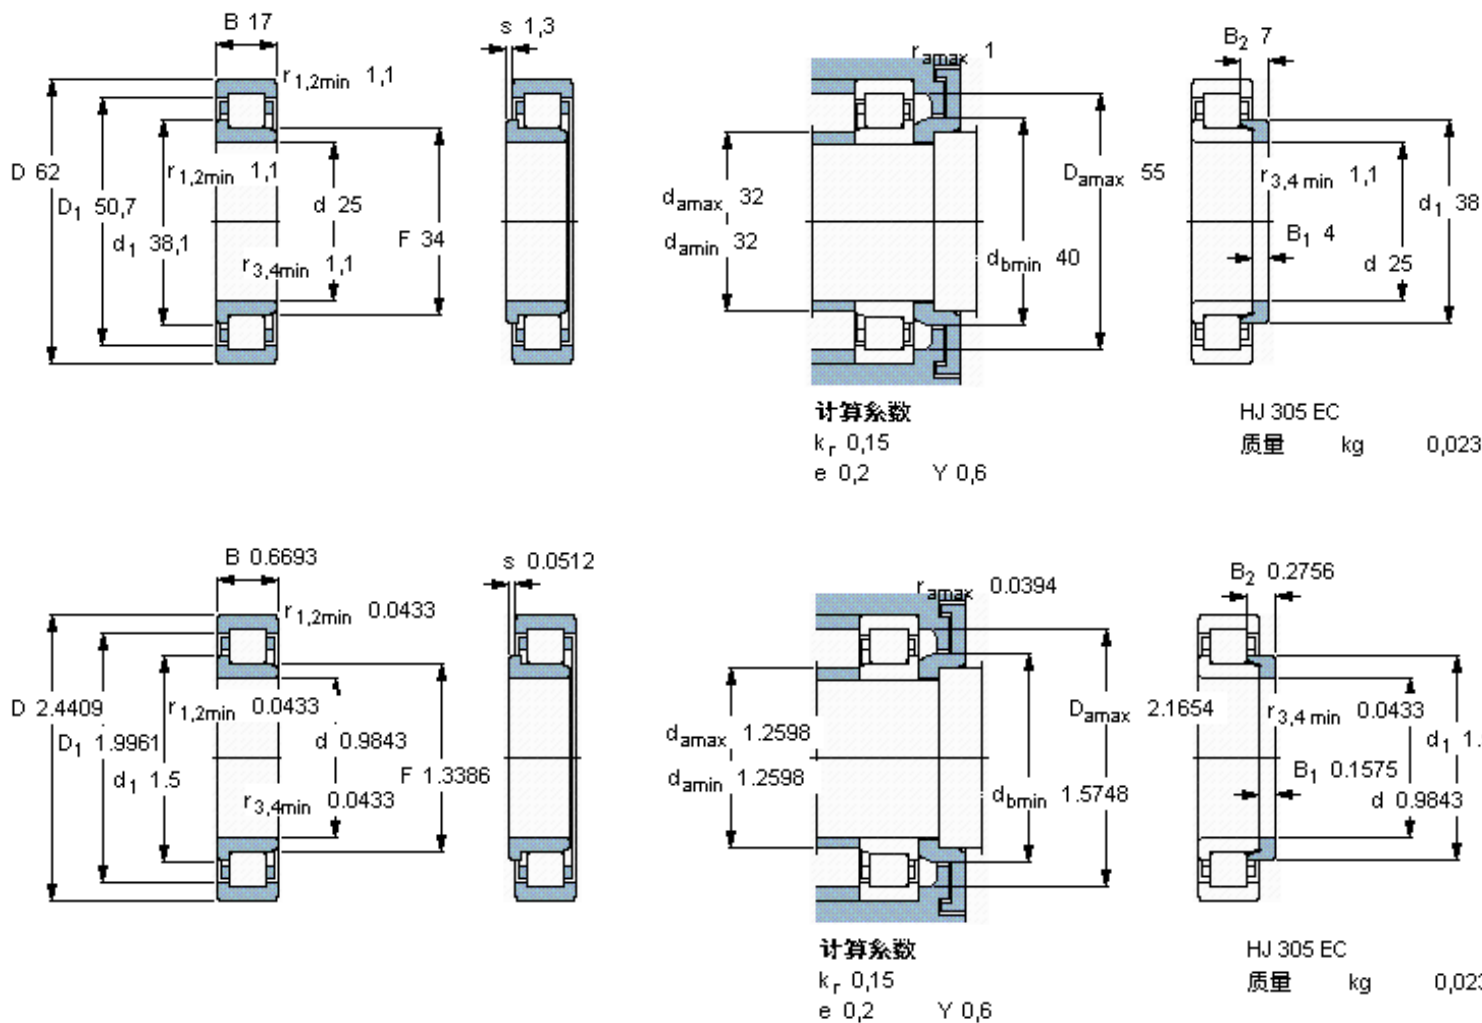 B 17
s 1,3
r1,2min 1,1
ramax 1
B2 7
D 62
D1 50,7
d1 38,1
r1,2min 1,1
d 25
F 34
r3,4min 1,1
damax 32
damin 32
Damax 55
dbmin 40
r3,4 min 1,1
d1 38
B1 4
d 25
计算系数
kr 0,15
e 0,2 Y 0,6
HJ 305 EC
质量 kg 0,023
B 0.6693
s 0.0512
r1,2min 0.0433
ramax 0.0394
B2 0.2756
D 2.4409
D1 1.9961
d1 1.5
r1,2min 0.0433
d 0.9843
F 1.3386
r3,4min 0.0433
damax 1.2598
damin 1.2598
Damax 2.1654
dbmin 1.5748
r3,4 min 0.0433
d1 1.
B1 0.1575
d 0.9843
计算系数
kr 0,15
e 0,2 Y 0,6
HJ 305 EC
质量 kg